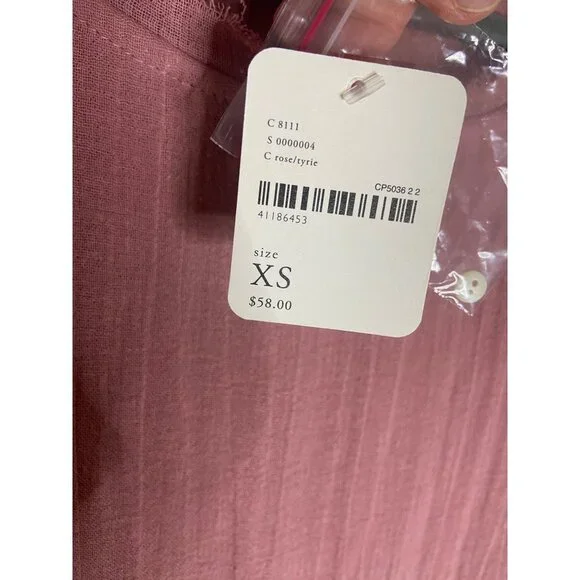 C 8111
S 0000004
C rose/tyrie
CP5036 2 2
41186453
size
XS
$58.00